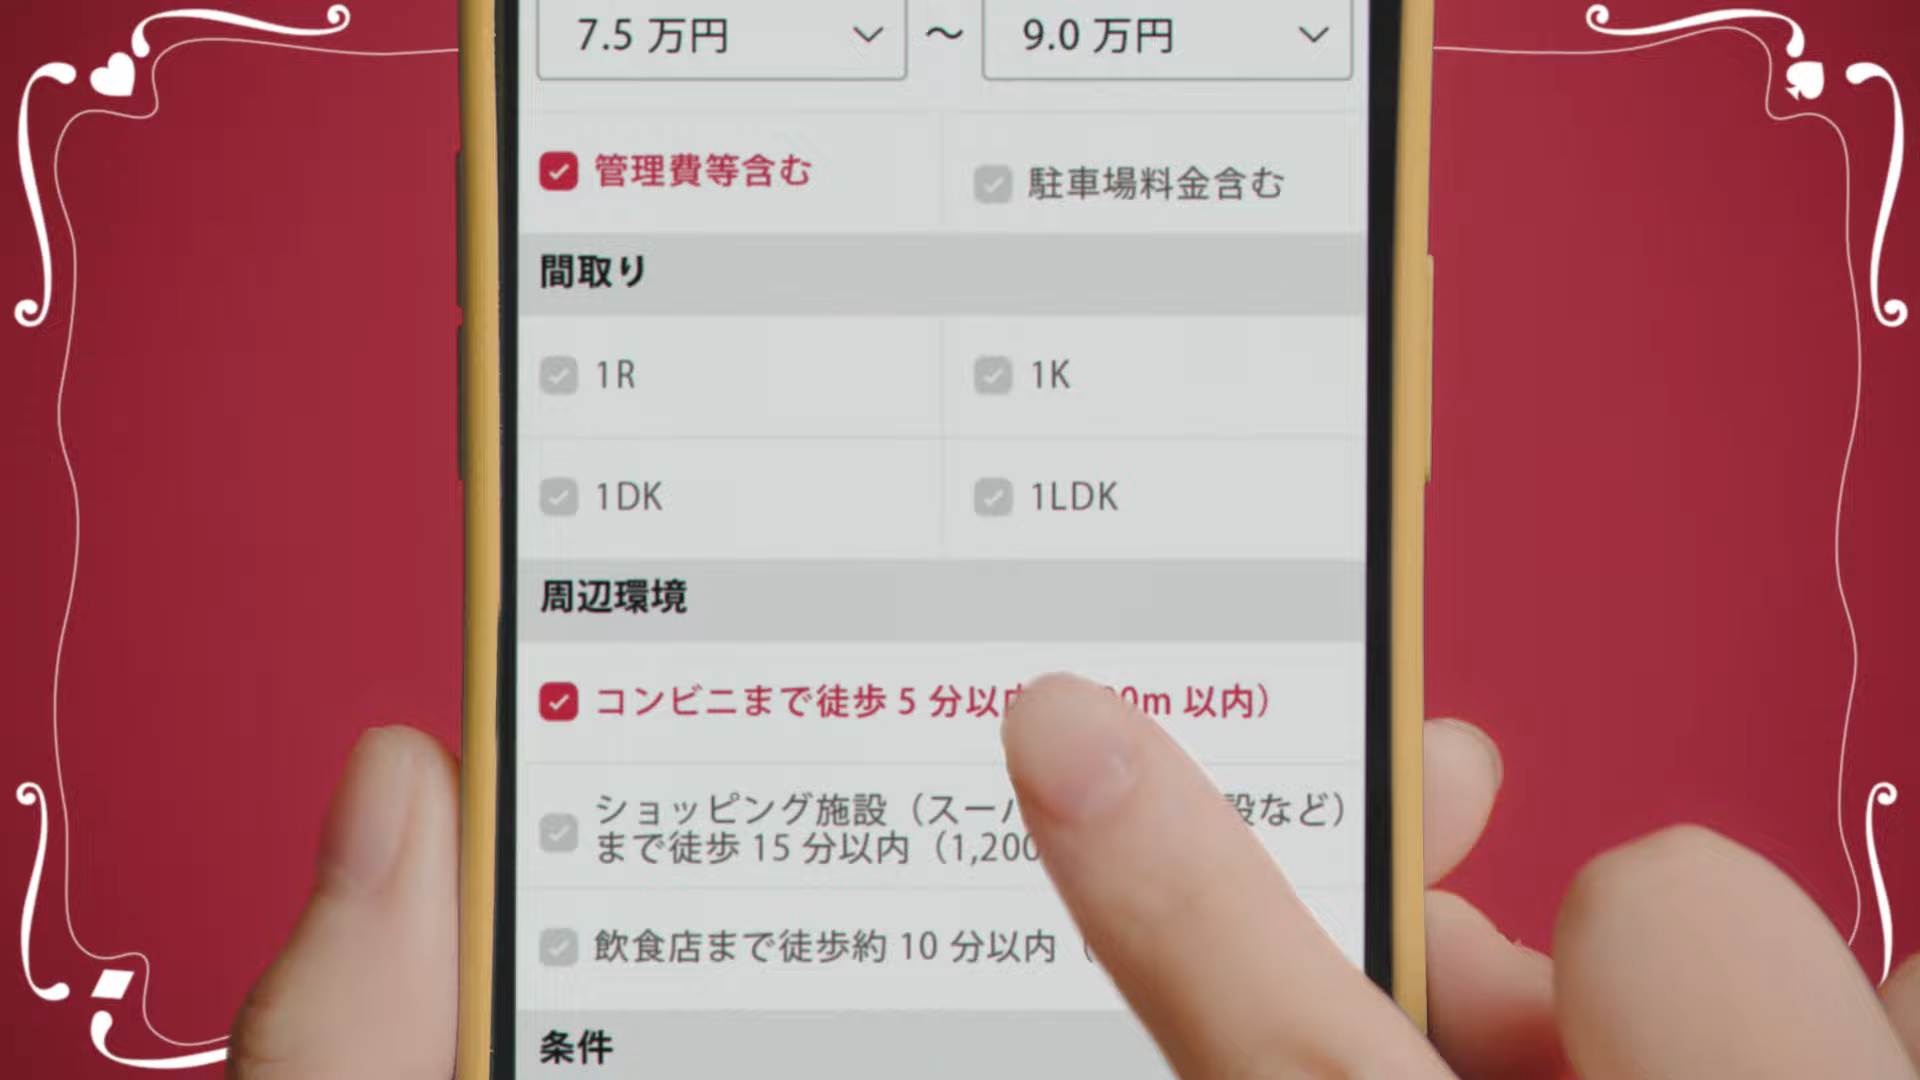 7.5 万円 ～ 9.0 万円
管理費等含む 駐車場料金含む
間取り
1R 1K
1DK 1LDK
周辺環境
コンビニまで徒歩 5 分以内 0m 以内）
ショッピング施設（スーパ 設など）
まで徒歩 15 分以内（1,200
飲食店まで徒歩約 10 分以内（
条件